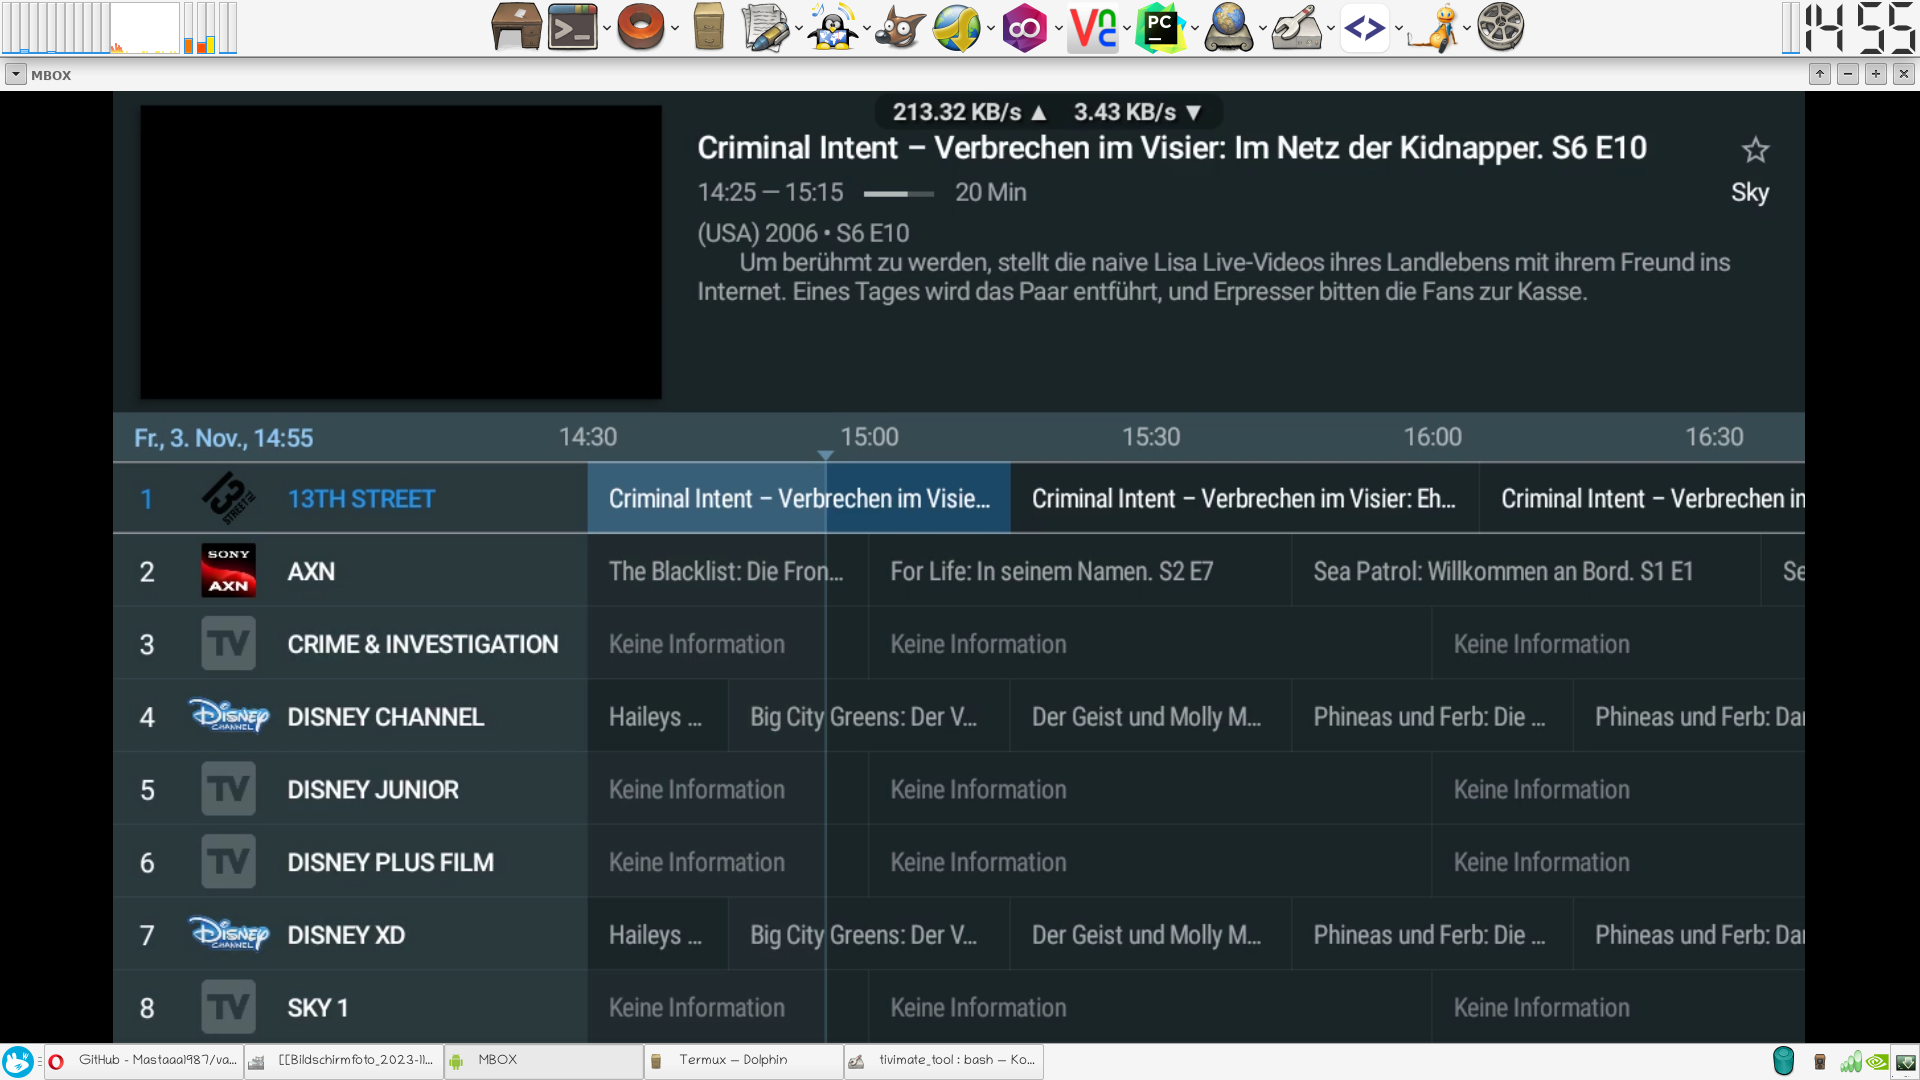 14 55
MBOX
213.32 KB/s ▲ 3.43 KB/s ▼
Criminal Intent – Verbrechen im Visier: Im Netz der Kidnapper. S6 E10
14:25 — 15:15 20 Min Sky
(USA) 2006 • S6 E10
Um berühmt zu werden, stellt die naive Lisa Live-Videos ihres Landlebens mit ihrem Freund ins
Internet. Eines Tages wird das Paar entführt, und Erpresser bitten die Fans zur Kasse.
Fr., 3. Nov., 14:55 14:30 15:00 15:30 16:00 16:30
1 13 STREET 13TH STREET Criminal Intent – Verbrechen im Visie... Criminal Intent – Verbrechen im Visier: Eh... Criminal Intent – Verbrechen in
2 SONY AXN AXN The Blacklist: Die Fron... For Life: In seinem Namen. S2 E7 Sea Patrol: Willkommen an Bord. S1 E1 Se
3 TV CRIME & INVESTIGATION Keine Information Keine Information Keine Information
4 Disney CHANNEL DISNEY CHANNEL Haileys ... Big City Greens: Der V... Der Geist und Molly M... Phineas und Ferb: Die ... Phineas und Ferb: Da
5 TV DISNEY JUNIOR Keine Information Keine Information Keine Information
6 TV DISNEY PLUS FILM Keine Information Keine Information Keine Information
7 Disney CHANNEL DISNEY XD Haileys ... Big City Greens: Der V... Der Geist und Molly M... Phineas und Ferb: Die ... Phineas und Ferb: Da
8 TV SKY 1 Keine Information Keine Information Keine Information
GitHub - Mastaaa1987/va... [[Bildschirmfoto_2023-11... MBOX Termux — Dolphin tivimate_tool : bash — Ko...